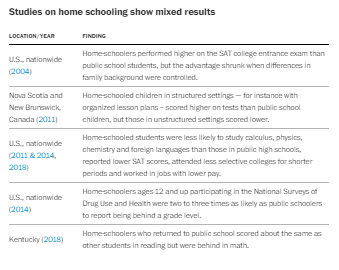 Studies on home schooling show mixed results
LOCATION/YEAR FINDING
U.S., nationwide
(2004)
Home-schoolers performed higher on the SAT college entrance exam than
public school students, but the advantage shrunk when differences in
family background were controlled.
Nova Scotia and
New Brunswick,
Canada (2011)
Home-schooled children in structured settings — for instance with
organized lesson plans – scored higher on tests than public school
children, but those in unstructured settings scored lower.
U.S., nationwide
(2011 & 2014,
2018)
Home-schooled students were less likely to study calculus, physics,
chemistry and foreign languages than those in public high schools,
reported lower SAT scores, attended less selective colleges for shorter
periods and worked in jobs with lower pay.
U.S., nationwide
(2014)
Home-schoolers ages 12 and up participating in the National Surveys of
Drug Use and Health were two to three times as likely as public schoolers
to report being behind a grade level.
Kentucky (2018)
Home-schoolers who returned to public school scored about the same as
other students in reading but were behind in math.